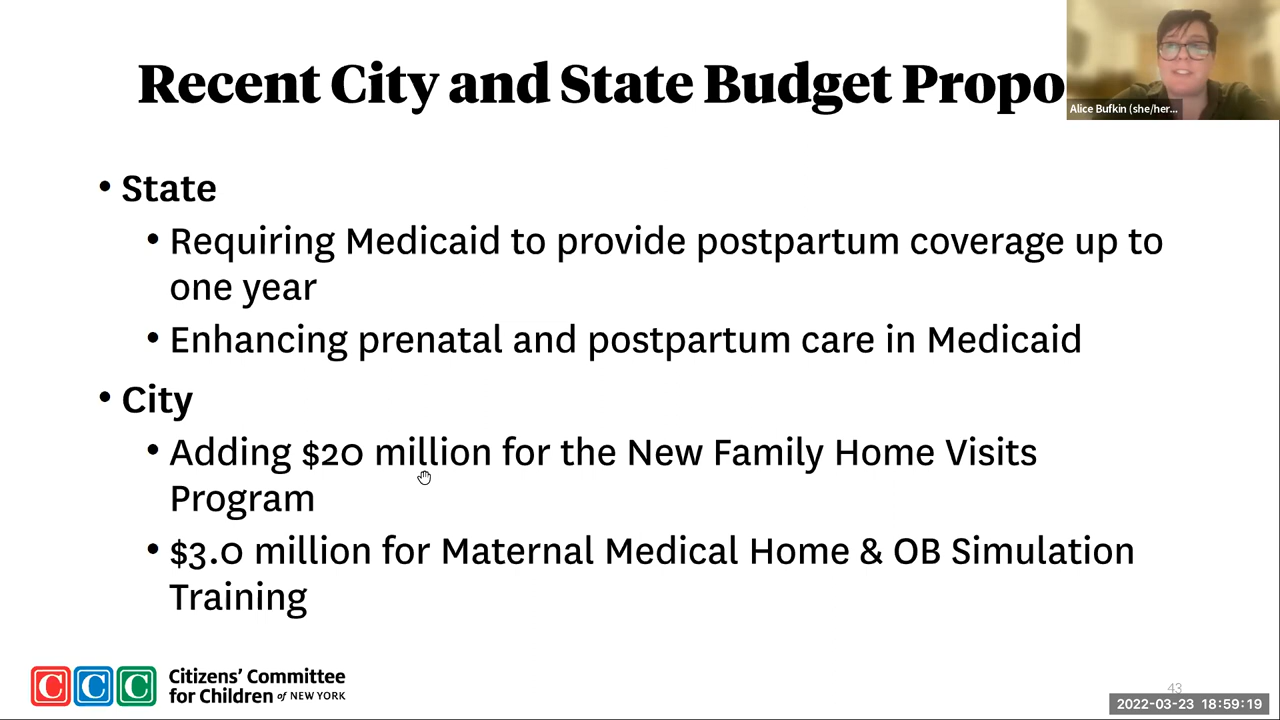 Recent City and State Budget Propo
Alice Bufkin (she/her...
• State
• Requiring Medicaid to provide postpartum coverage up to
one year
• Enhancing prenatal and postpartum care in Medicaid
• City
• Adding $20 million for the New Family Home Visits
Program
• $3.0 million for Maternal Medical Home & OB Simulation
Training
CCC
Citizens' Committee
for Children of NEW YORK
43
2022-03-23 18:59:19